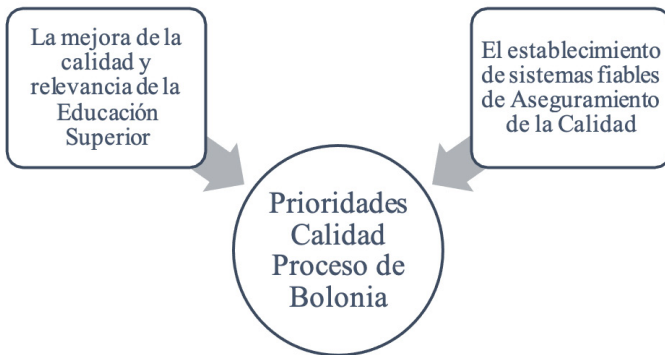 La mejora de la
calidad y
relevancia de la
Educación
Superior
El establecimiento
de sistemas fiables
de Aseguramiento
de la Calidad
Prioridades
Calidad
Proceso de
Bolonia